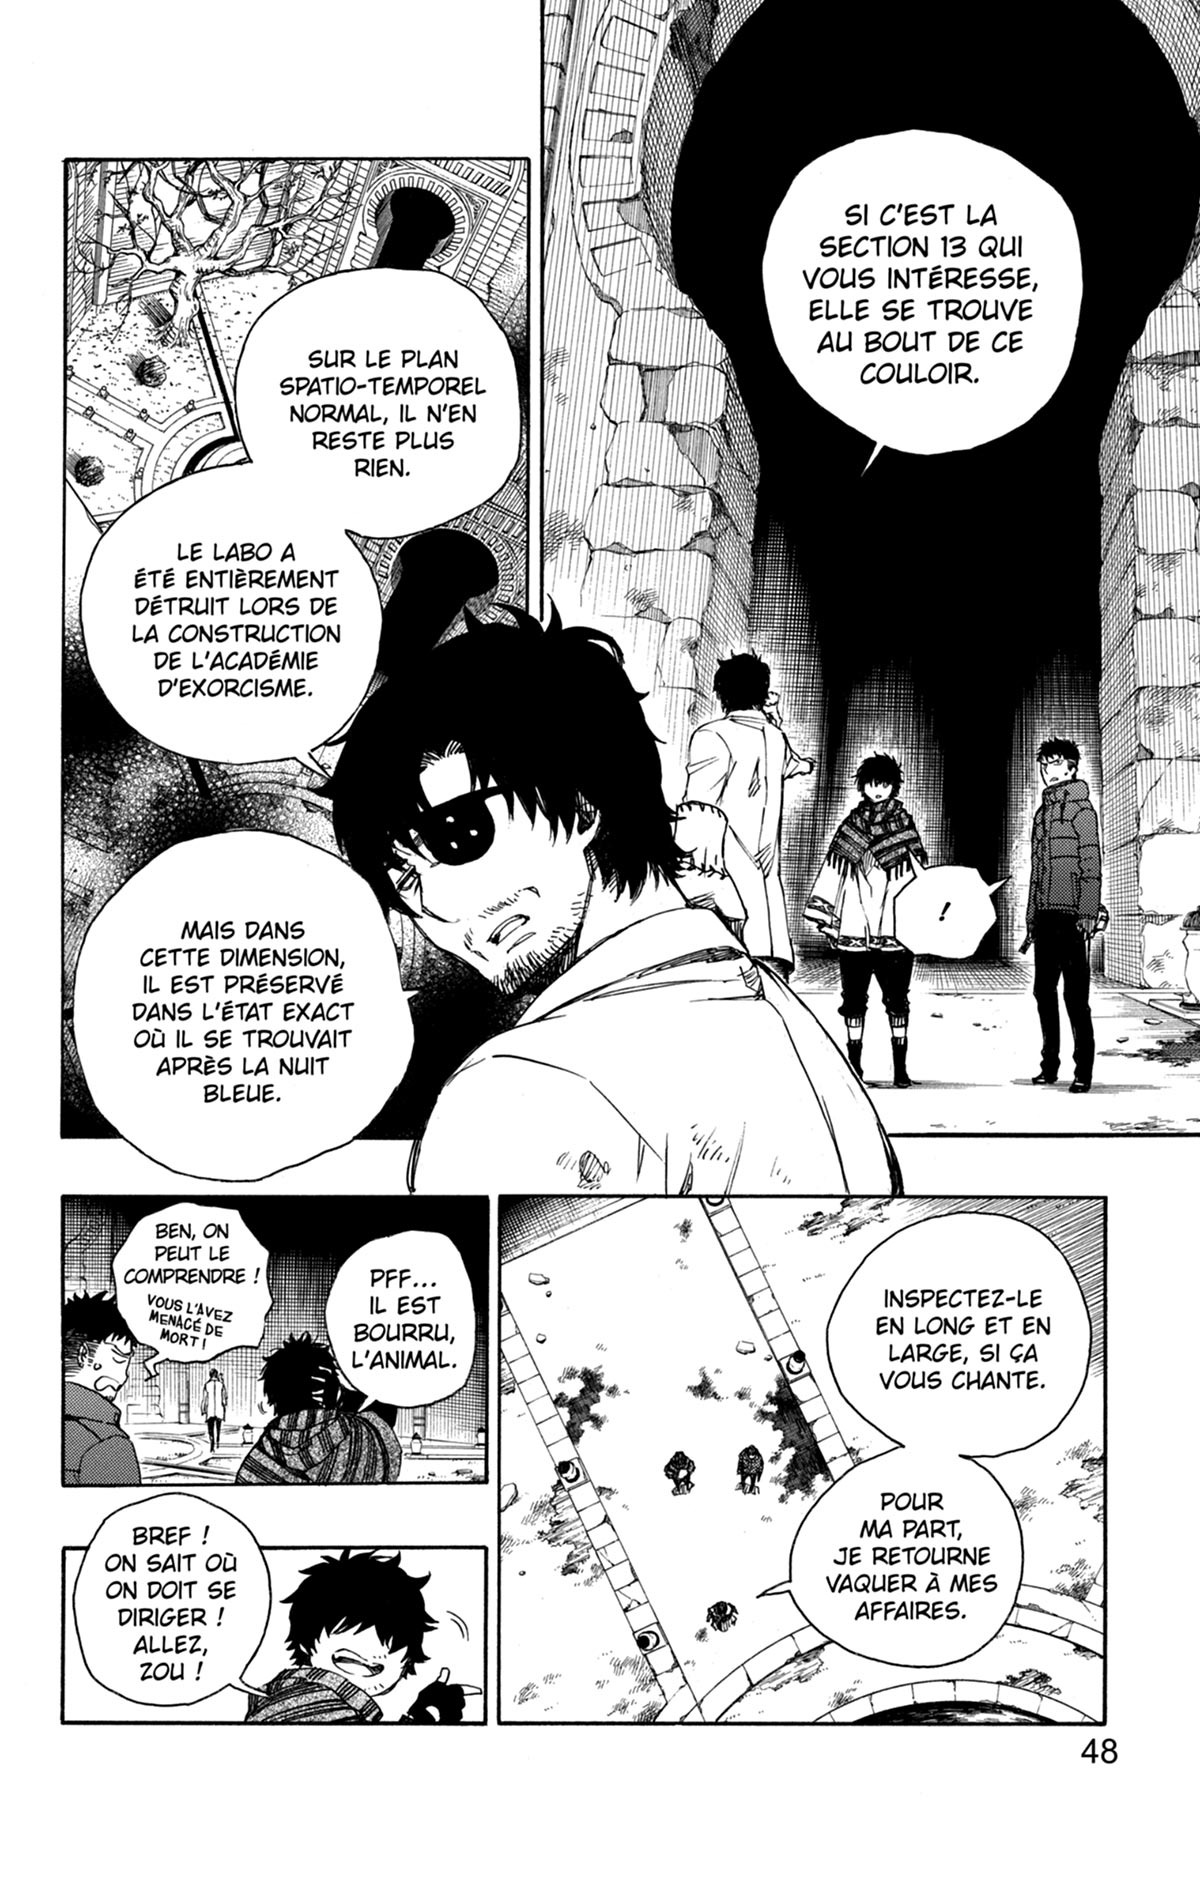 SI C'EST LA
SECTION 13 QUI
VOUS INTÉRESSE,
ELLE SE TROUVE
AU BOUT DE CE
COULOIR.
!
SUR LE PLAN
SPATIO-TEMPOREL
NORMAL, IL N'EN
RESTE PLUS
RIEN.
LE LABO A
ÉTÉ ENTIÈREMENT
DÉTRUIT LORS DE
LA CONSTRUCTION
DE L'ACADÉMIE
D'EXORCISME.
MAIS DANS
CETTE DIMENSION,
IL EST PRÉSERVÉ
DANS L'ÉTAT EXACT
OÙ IL SE TROUVAIT
APRÈS LA NUIT
BLEUE.
INSPECTEZ-LE
EN LONG ET EN
LARGE, SI ÇA
VOUS CHANTE.
POUR
MA PART,
JE RETOURNE
VAQUER À MES
AFFAIRES.
PFF...
IL EST
BOURRU,
L'ANIMAL.
BEN, ON
PEUT LE
COMPRENDRE !
VOUS L'AVEZ
MENACÉ DE
MORT !
BREF !
ON SAIT OÙ
ON DOIT SE
DIRIGER !
ALLEZ,
ZOU !
48